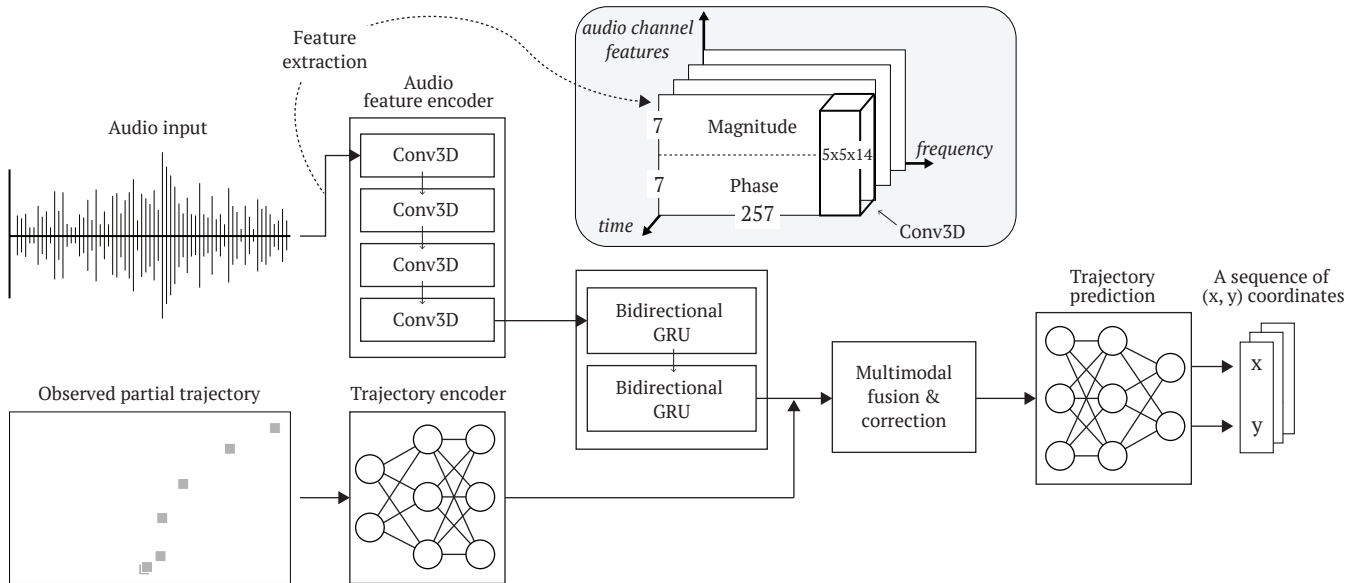 Feature
extraction
audio channel
features
Audio
feature encoder
Audio input
7
Magnitude
5x5x14
frequency
7
Phase
257
time
Conv3D
Conv3D
Conv3D
Conv3D
Conv3D
Bidirectional
GRU
Bidirectional
GRU
Trajectory
prediction
A sequence of
(x, y) coordinates
Multimodal
fusion &
correction
x
y
Observed partial trajectory
Trajectory encoder